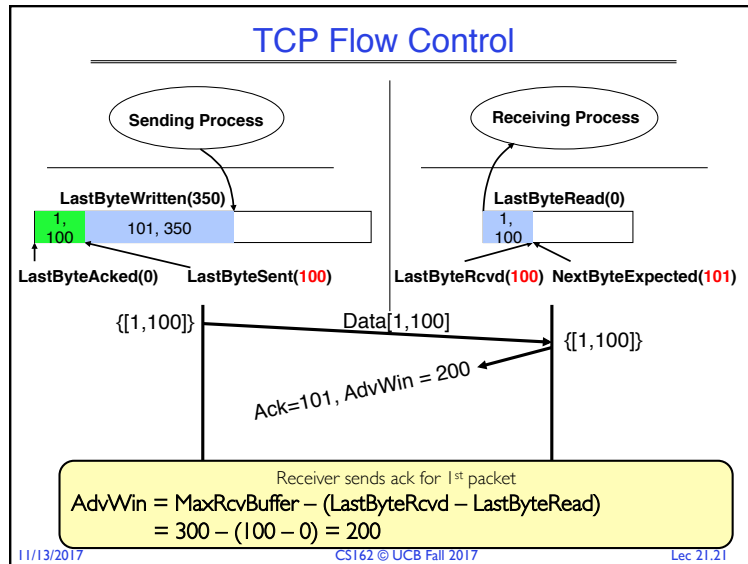 TCP Flow Control
Sending Process
Receiving Process
LastByteWritten(350)
LastByteRead(0)
1,
100
101, 350
1,
100
LastByteAcked(0)
LastByteSent(100)
LastByteRcvd(100)
NextByteExpected(101)
{[1,100]}
Data[1,100]
{[1,100]}
Ack=101, AdvWin = 200
Receiver sends ack for 1st packet
AdvWin = MaxRcvBuffer – (LastByteRcvd – LastByteRead)
= 300 – (100 – 0) = 200
11/13/2017
CS162 © UCB Fall 2017
Lec 21.21